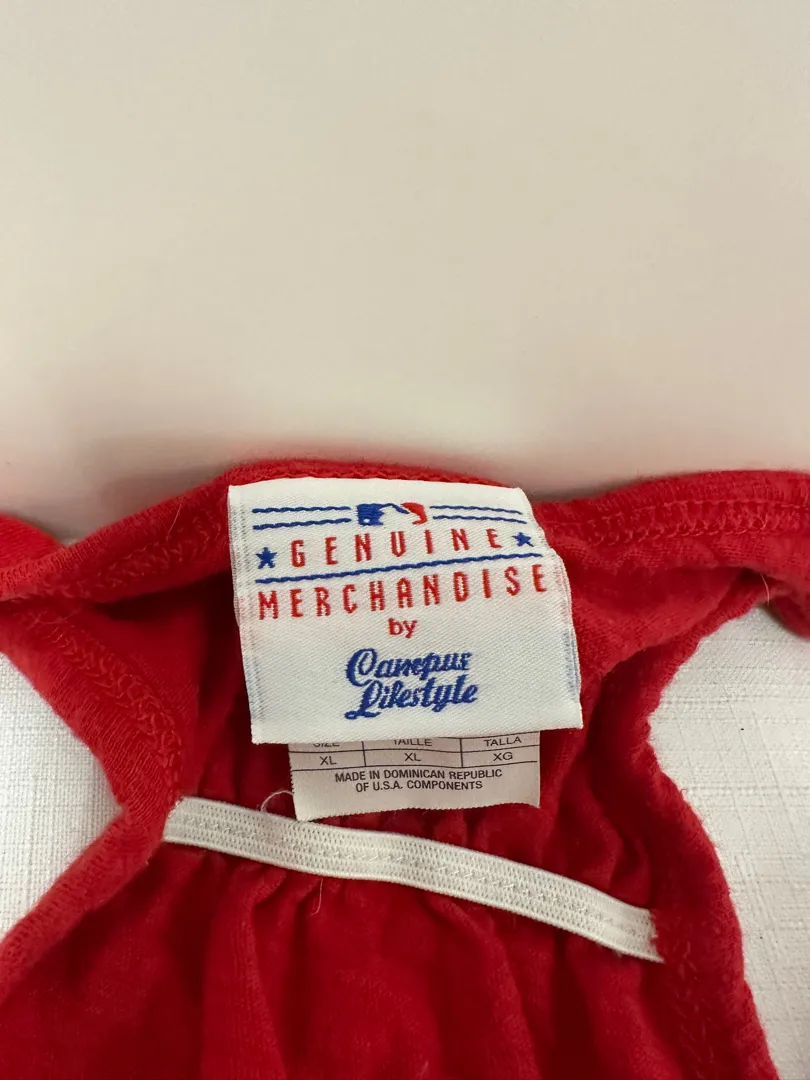 GENUINE
MERCHANDISE
by
Campus
Lifestyle
SIZE TAILLE TALLA
XL XL XG
MADE IN DOMINICAN REPUBLIC
OF U.S.A. COMPONENTS